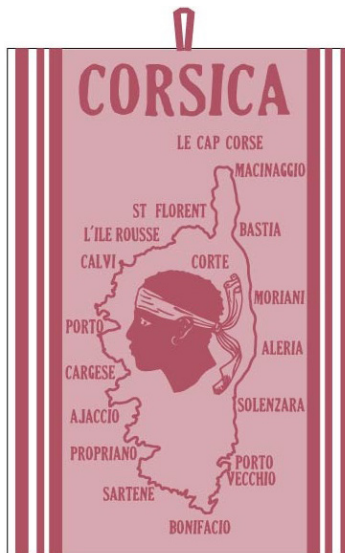 CORSICA
LE CAP CORSE
MACINAGGIO
ST FLORENT
L'ILE ROUSSE
BASTIA
CALVI
CORTE
MORIANI
PORTO
ALERIA
CARGESE
SOLENZARA
AJACCIO
PROPRIANO
PORTO
VECCHIO
SARTENE
BONIFACIO